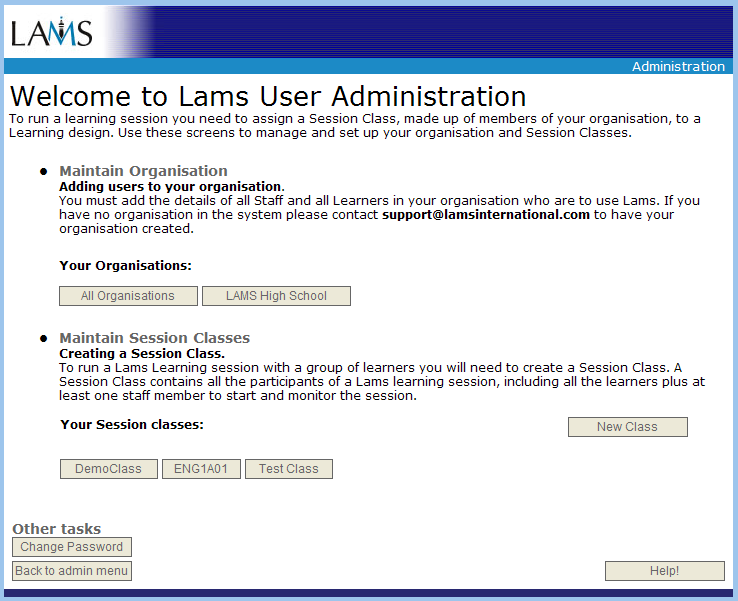 LAMS
Administration
Welcome to Lams User Administration
To run a learning session you need to assign a Session Class, made up of members of your organisation, to a
Learning design. Use these screens to manage and set up your organisation and Session Classes.
Maintain Organisation
Adding users to your organisation.
You must add the details of all Staff and all Learners in your organisation who are to use Lams. If you
have no organisation in the system please contact support@lamsinternational.com to have your
organisation created.
Your Organisations:
All Organisations LAMS High School
Maintain Session Classes
Creating a Session Class.
To run a Lams Learning session with a group of learners you will need to create a Session Class. A
Session Class contains all the participants of a Lams learning session, including all the learners plus at
least one staff member to start and monitor the session.
Your Session classes: New Class
DemoClass ENG1A01 Test Class
Other tasks
Change Password
Back to admin menu Help!